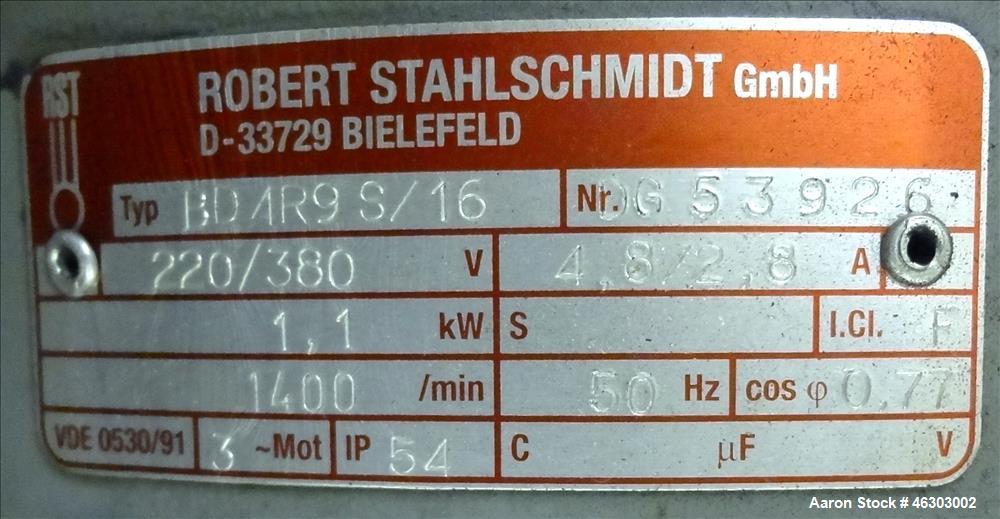 RST
ROBERT STAHLSCHMIDT GmbH
D-33729 BIELEFELD
Typ BD4R9 S/16 Nr. 0G 53926
220/380 V 4,8/2,8 A
1,1 kW S I.Cl. F
1400 /min 50 Hz cos φ 0.77
VDE 0530/91 3 ~Mot IP 54 C µF V
Aaron Stock # 46303002